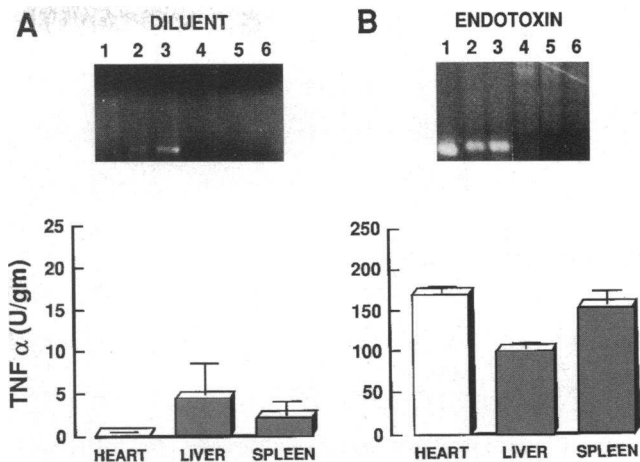 A
DILUENT
1 2 3 4 5 6
B
ENDOTOXIN
1 2 3 4 5 6
TNF α (U/gm)
25
20
15
10
5
0
HEART LIVER SPLEEN
250
200
150
100
50
0
HEART LIVER SPLEEN